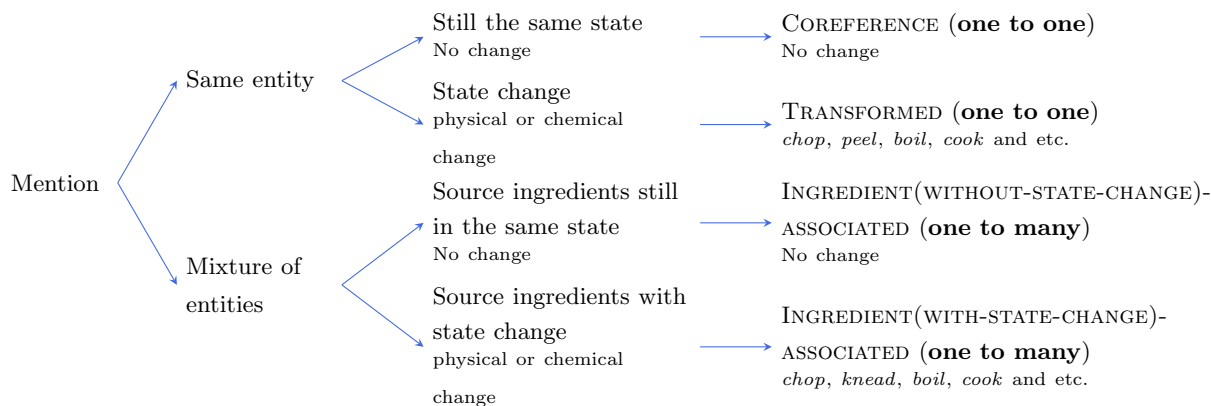 Mention
Same entity
Mixture of
entities
Still the same state
No change
State change
physical or chemical
change
Source ingredients still
in the same state
No change
Source ingredients with
state change
physical or chemical
change
COREFERENCE (one to one)
No change
TRANSFORMED (one to one)
chop, peel, boil, cook and etc.
INGREDIENT(WITHOUT-STATE-CHANGE)-
ASSOCIATED (one to many)
No change
INGREDIENT(WITH-STATE-CHANGE)-
ASSOCIATED (one to many)
chop, knead, boil, cook and etc.